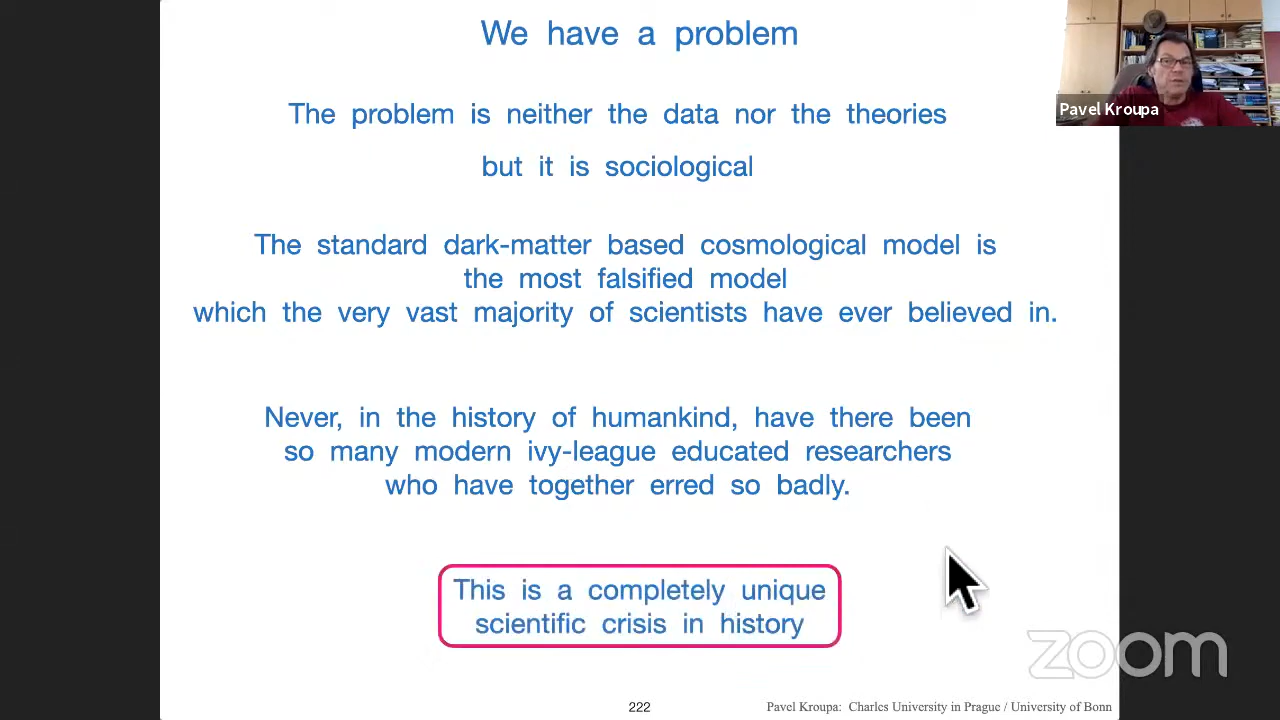 We have a problem
The problem is neither the data nor the theories
but it is sociological
The standard dark-matter based cosmological model is
the most falsified model
which the very vast majority of scientists have ever believed in.
Never, in the history of humankind, have there been
so many modern ivy-league educated researchers
who have together erred so badly.
This is a completely unique
scientific crisis in history
222
Pavel Kroupa: Charles University in Prague / University of Bonn
Pavel Kroupa
zoom